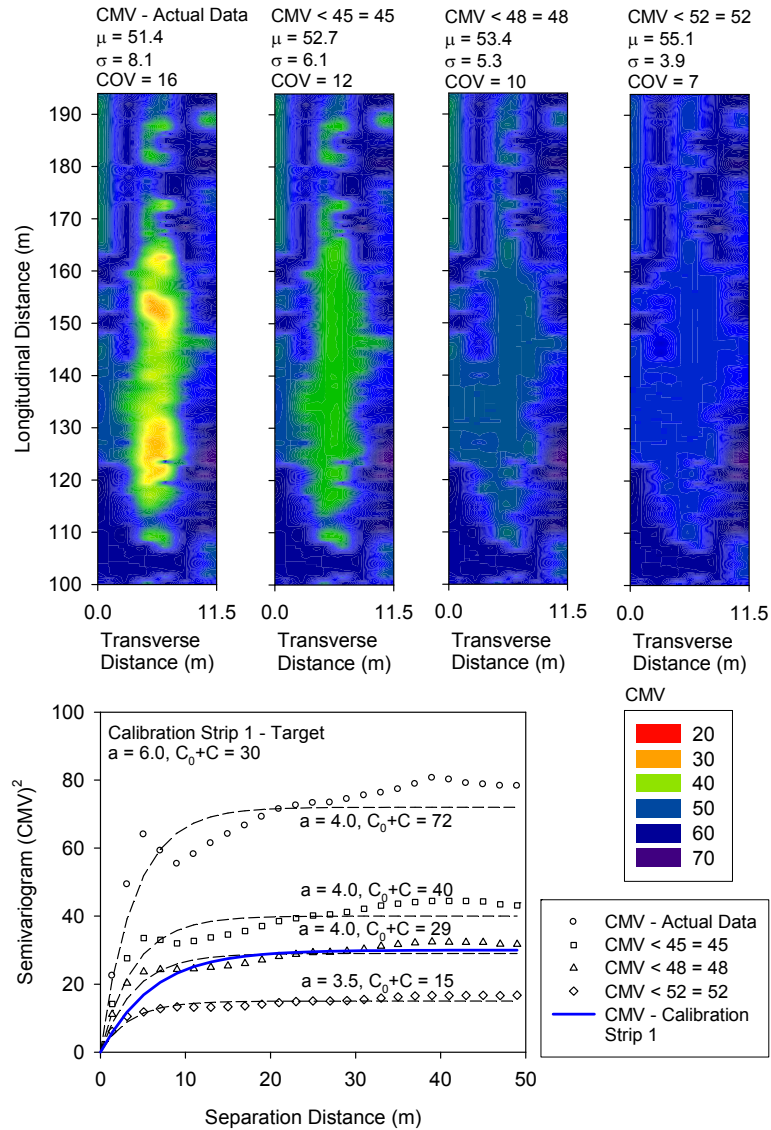 CMV - Actual Data
μ = 51.4
σ = 8.1
COV = 16
CMV < 45 = 45
μ = 52.7
σ = 6.1
COV = 12
CMV < 48 = 48
μ = 53.4
σ = 5.3
COV = 10
CMV < 52 = 52
μ = 55.1
σ = 3.9
COV = 7
Longitudinal Distance (m)
190
180
170
160
150
140
130
120
110
100
0.0 11.5
Transverse
Distance (m)
0.0 11.5
Transverse
Distance (m)
0.0 11.5
Transverse
Distance (m)
0.0 11.5
Transverse
Distance (m)
CMV
20
30
40
50
60
70
Semivariogram (CMV)²
100
80
60
40
20
0
Calibration Strip 1 - Target
a = 6.0, C₀+C = 30
a = 4.0, C₀+C = 72
a = 4.0, C₀+C = 40
a = 4.0, C₀+C = 29
a = 3.5, C₀+C = 15
0 10 20 30 40 50
Separation Distance (m)
CMV - Actual Data
CMV < 45 = 45
CMV < 48 = 48
CMV < 52 = 52
CMV - Calibration
Strip 1